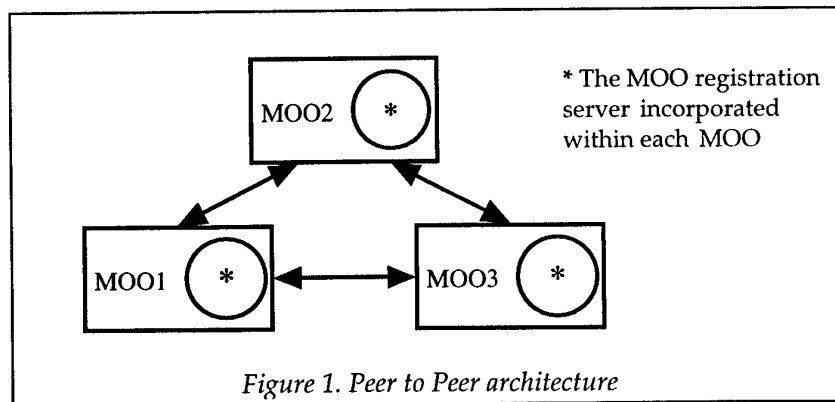 MOO2 *
* The MOO registration
server incorporated
within each MOO
MOO1 *
MOO3 *
Figure 1. Peer to Peer architecture